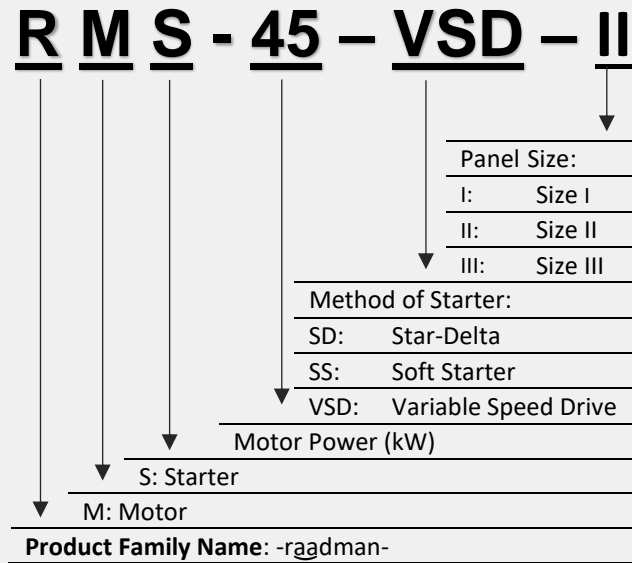 R M S - 45 – VSD – II
Panel Size:
I: Size I
II: Size II
III: Size III
Method of Starter:
SD: Star-Delta
SS: Soft Starter
VSD: Variable Speed Drive
Motor Power (kW)
S: Starter
M: Motor
Product Family Name: -raadman-